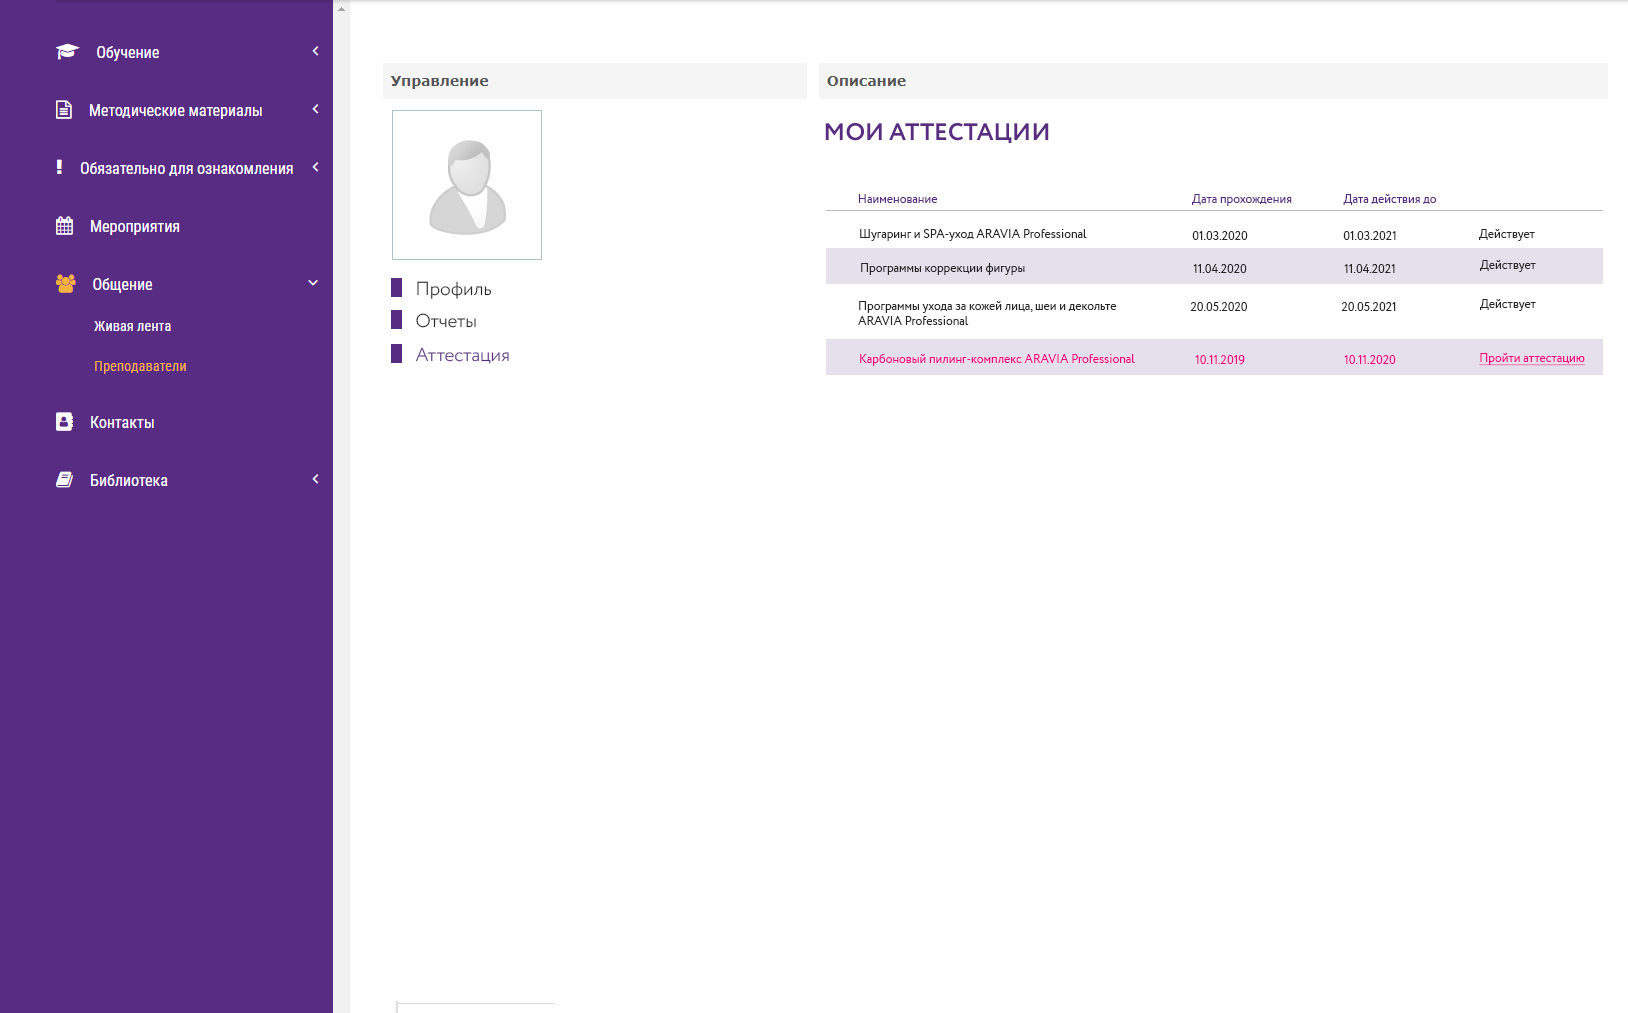 Обучение
Методические материалы
Обязательно для ознакомления
Мероприятия
Общение
Живая лента
Преподаватели
Контакты
Библиотека
Управление
Профиль
Отчеты
Аттестация
Описание
МОИ АТТЕСТАЦИИ
Наименование Дата прохождения Дата действия до
Шугаринг и SPA-уход ARAVIA Professional 01.03.2020 01.03.2021 Действует
Программы коррекции фигуры 11.04.2020 11.04.2021 Действует
Программы ухода за кожей лица, шеи и декольте 20.05.2020 20.05.2021 Действует
ARAVIA Professional
Карбоновый пилинг-комплекс ARAVIA Professional 10.11.2019 10.11.2020 Пройти аттестацию